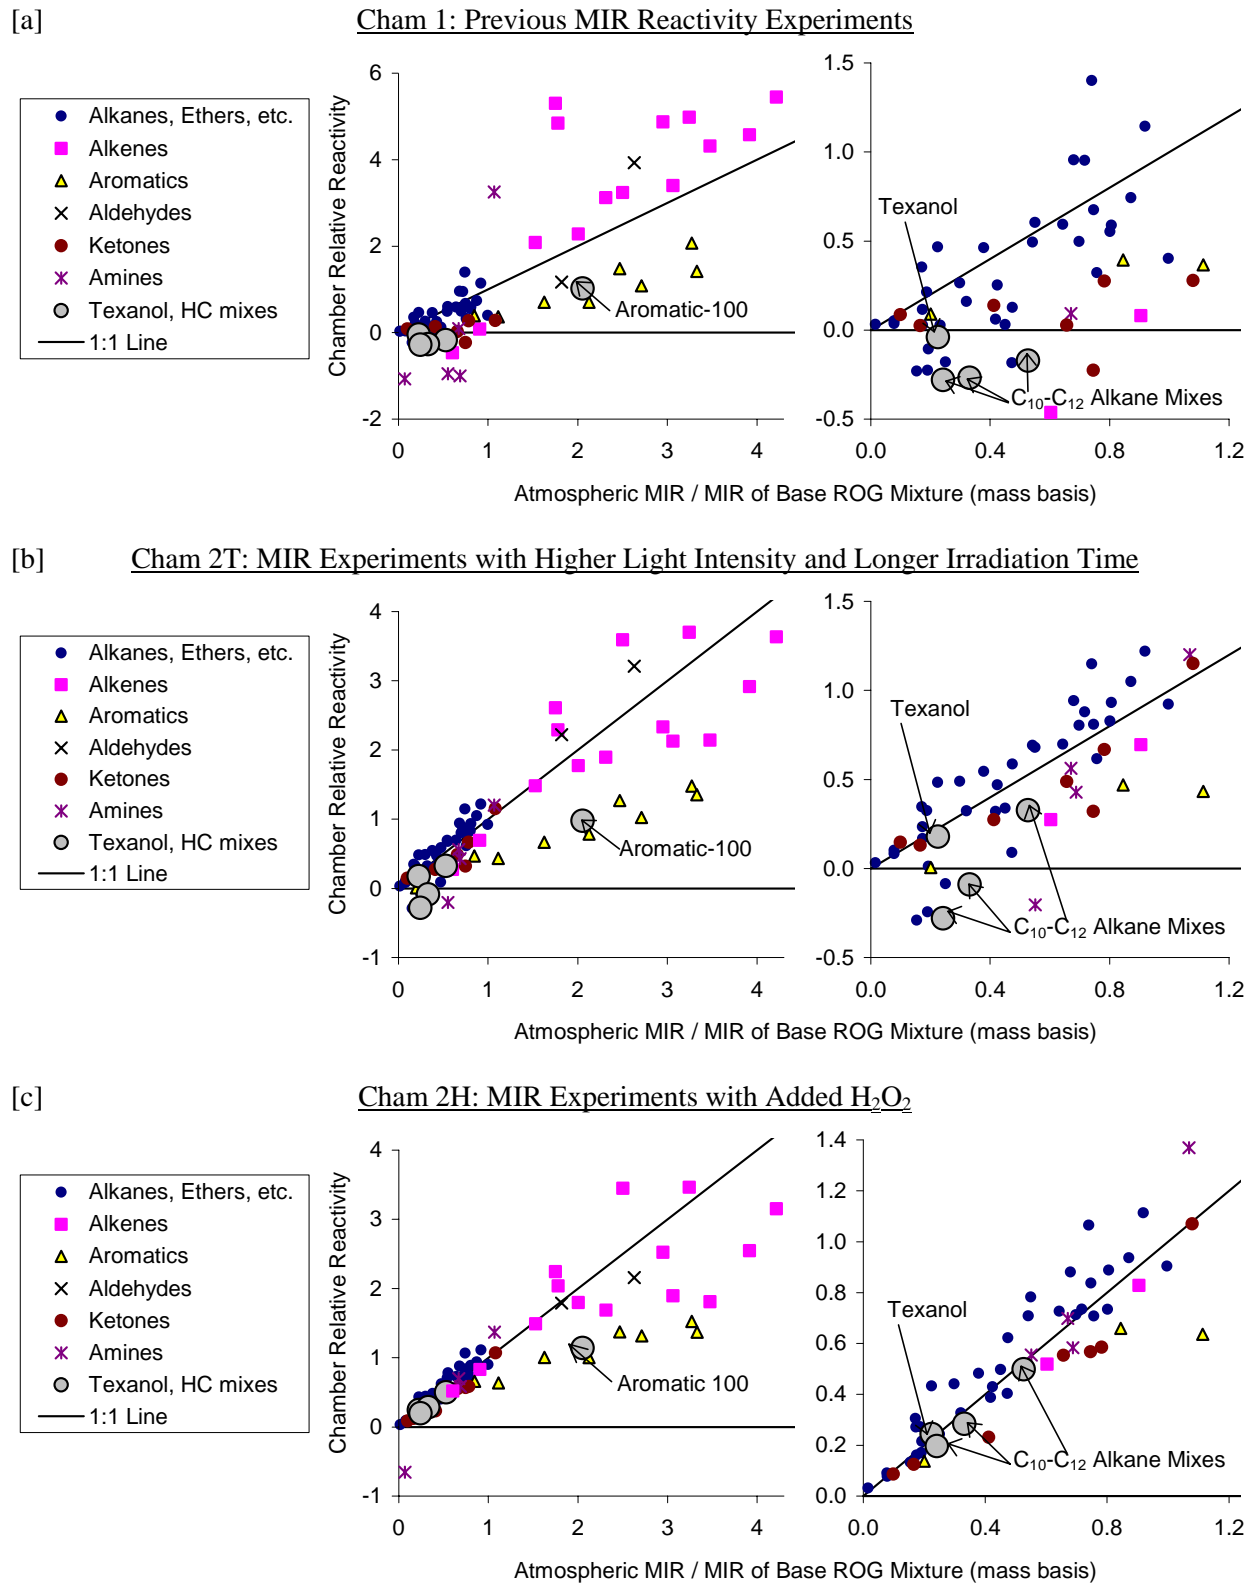 [a]
Cham 1: Previous MIR Reactivity Experiments
Alkanes, Ethers, etc.
Alkenes
Aromatics
Aldehydes
Ketones
Amines
Texanol, HC mixes
1:1 Line
Chamber Relative Reactivity
6
4
2
0
-2
0 1 2 3 4
Aromatic-100
1.5
1.0
0.5
0.0
-0.5
0.0 0.4 0.8 1.2
Texanol
C10-C12 Alkane Mixes
Atmospheric MIR / MIR of Base ROG Mixture (mass basis)
[b]
Cham 2T: MIR Experiments with Higher Light Intensity and Longer Irradiation Time
Alkanes, Ethers, etc.
Alkenes
Aromatics
Aldehydes
Ketones
Amines
Texanol, HC mixes
1:1 Line
Chamber Relative Reactivity
4
3
2
1
0
-1
0 1 2 3 4
Aromatic-100
1.5
1.0
0.5
0.0
-0.5
0.0 0.4 0.8 1.2
Texanol
C10-C12 Alkane Mixes
Atmospheric MIR / MIR of Base ROG Mixture (mass basis)
[c]
Cham 2H: MIR Experiments with Added H2O2
Alkanes, Ethers, etc.
Alkenes
Aromatics
Aldehydes
Ketones
Amines
Texanol, HC mixes
1:1 Line
Chamber Relative Reactivity
4
3
2
1
0
-1
0 1 2 3 4
Aromatic 100
1.4
1.2
1.0
0.8
0.6
0.4
0.2
0.0
0.0 0.4 0.8 1.2
Texanol
C10-C12 Alkane Mixes
Atmospheric MIR / MIR of Base ROG Mixture (mass basis)